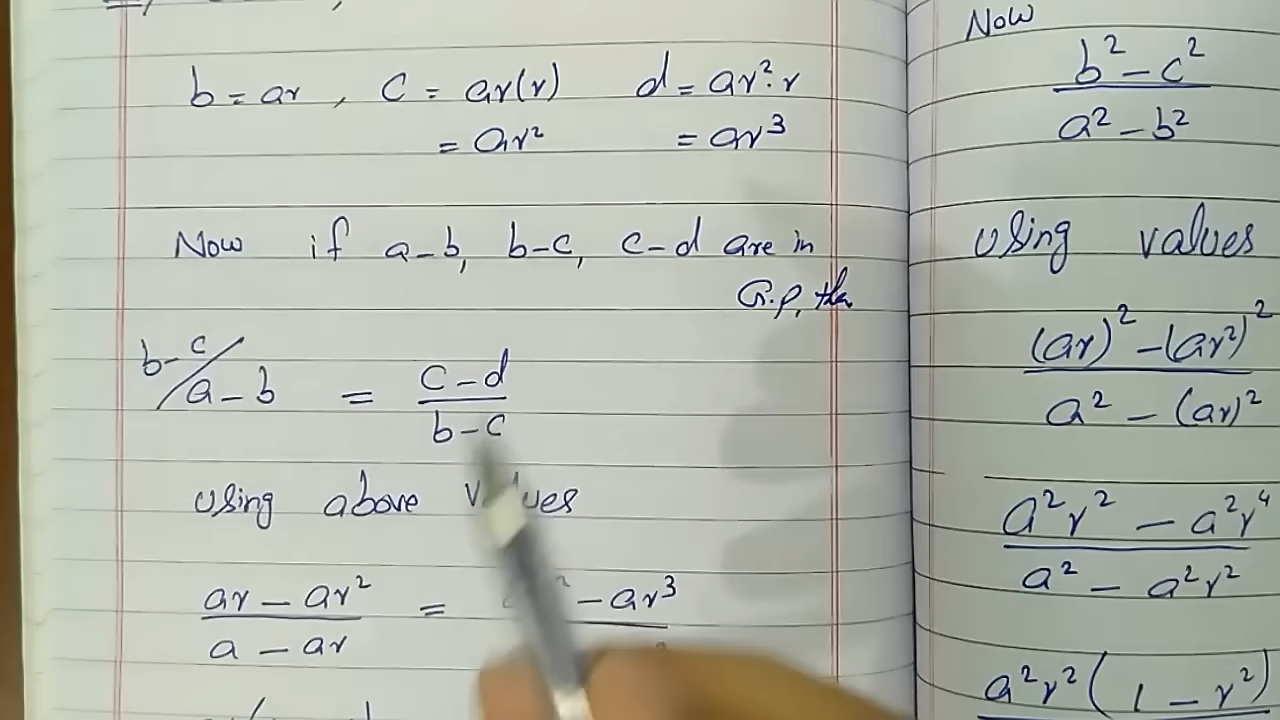 b = ar , c = ar(r) d = ar².r
= ar² = ar³
Now if a-b, b-c, c-d are in
G.P, then
b-c/a-b = c-d/b-c
using above values
ar - ar²/a - ar = - ar³
Now
b² - c²/a² - b²
using values
(ar)² - (ar²)²/a² - (ar)²
a²r² - a²r⁴/a² - a²r²
a²r²(1 - r²)